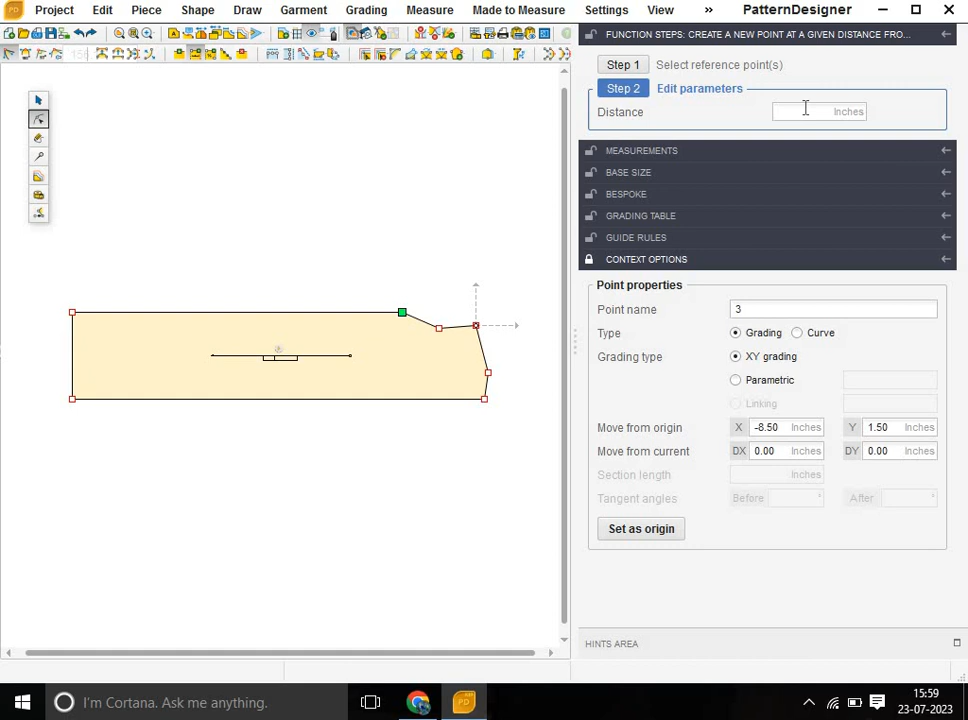 PD Project Edit Piece Shape Draw Garment Grading Measure Made to Measure Settings View » PatternDesigner
FUNCTION STEPS: CREATE A NEW POINT AT A GIVEN DISTANCE FRO...
Step 1 Select reference point(s)
Step 2 Edit parameters
Distance Inches
MEASUREMENTS
BASE SIZE
BESPOKE
GRADING TABLE
GUIDE RULES
CONTEXT OPTIONS
Point properties
Point name 3
Type Grading Curve
Grading type XY grading
Parametric
Linking
Move from origin X -8.50 Inches Y 1.50 Inches
Move from current DX 0.00 Inches DY 0.00 Inches
Section length Inches
Tangent angles Before ° After °
Set as origin
HINTS AREA
I'm Cortana. Ask me anything.
PD
15:59
23-07-2023